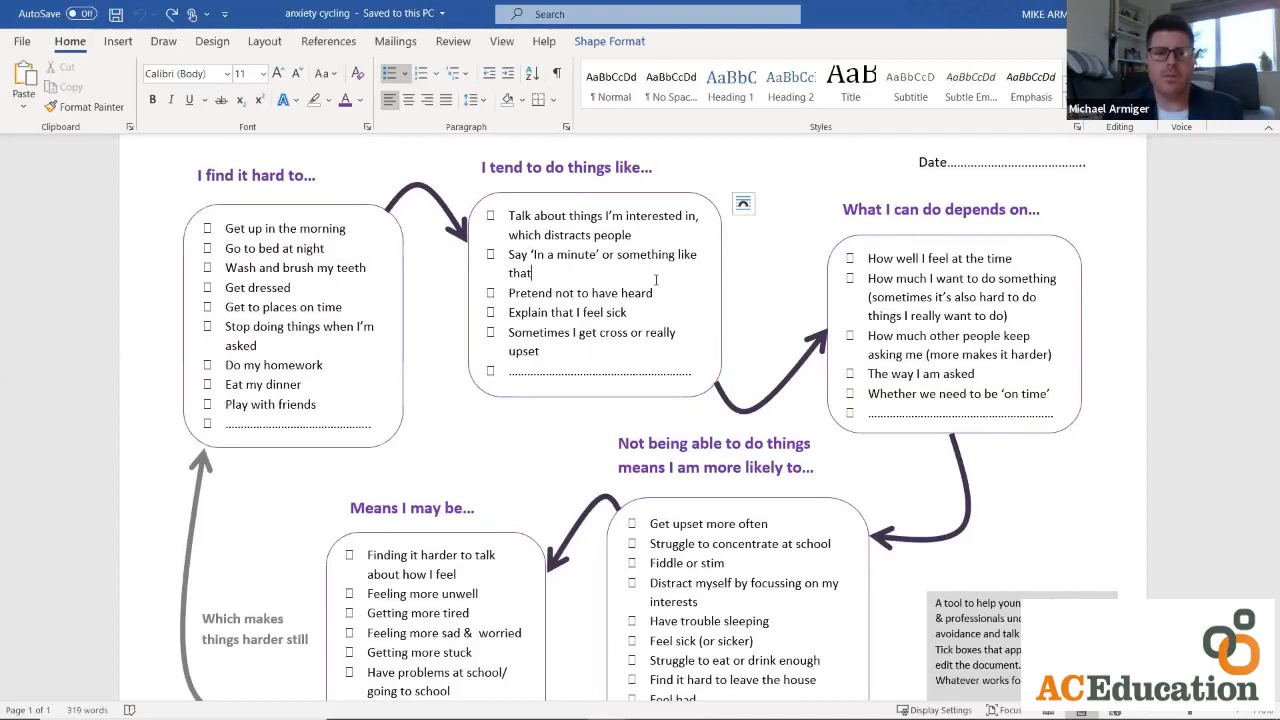 AutoSave Off
anxiety cycling - Saved to this PC
Search
MIKE ARM
File Home Insert Draw Design Layout References Mailings Review View Help Shape Format
Paste
Cut
Copy
Format Painter
Calibri (Body) 11
AaBbCcDd AaBbCcDd AaBbC AaBbCc AaB AaBbCcD AaBbCcDd AaBbCcDd
¶ Normal ¶ No Spac... Heading 1 Heading 2 Title Subtitle Subtle Em... Emphasis
Clipboard Font Paragraph Styles Editing Voice
Michael Armiger
Date…………………………………..
I find it hard to…
Get up in the morning
Go to bed at night
Wash and brush my teeth
Get dressed
Get to places on time
Stop doing things when I’m
asked
Do my homework
Eat my dinner
Play with friends
…………………………………………
I tend to do things like…
Talk about things I’m interested in,
which distracts people
Say ‘In a minute’ or something like
that
Pretend not to have heard
Explain that I feel sick
Sometimes I get cross or really
upset
……………………………………………………
What I can do depends on…
How well I feel at the time
How much I want to do something
(sometimes it’s also hard to do
things I really want to do)
How much other people keep
asking me (more makes it harder)
The way I am asked
Whether we need to be ‘on time’
……………………………………………………
Not being able to do things
means I am more likely to…
Get upset more often
Struggle to concentrate at school
Fiddle or stim
Distract myself by focussing on my
interests
Have trouble sleeping
Feel sick (or sicker)
Struggle to eat or drink enough
Find it hard to leave the house
Feel bad
Means I may be…
Finding it harder to talk
about how I feel
Feeling more unwell
Getting more tired
Feeling more sad & worried
Getting more stuck
Have problems at school/
going to school
Which makes
things harder still
A tool to help youn
& professionals und
avoidance and talk
Tick boxes that app
edit the document.
Whatever works fo
ACEducation
Page 1 of 1 319 words
Display Settings Focus